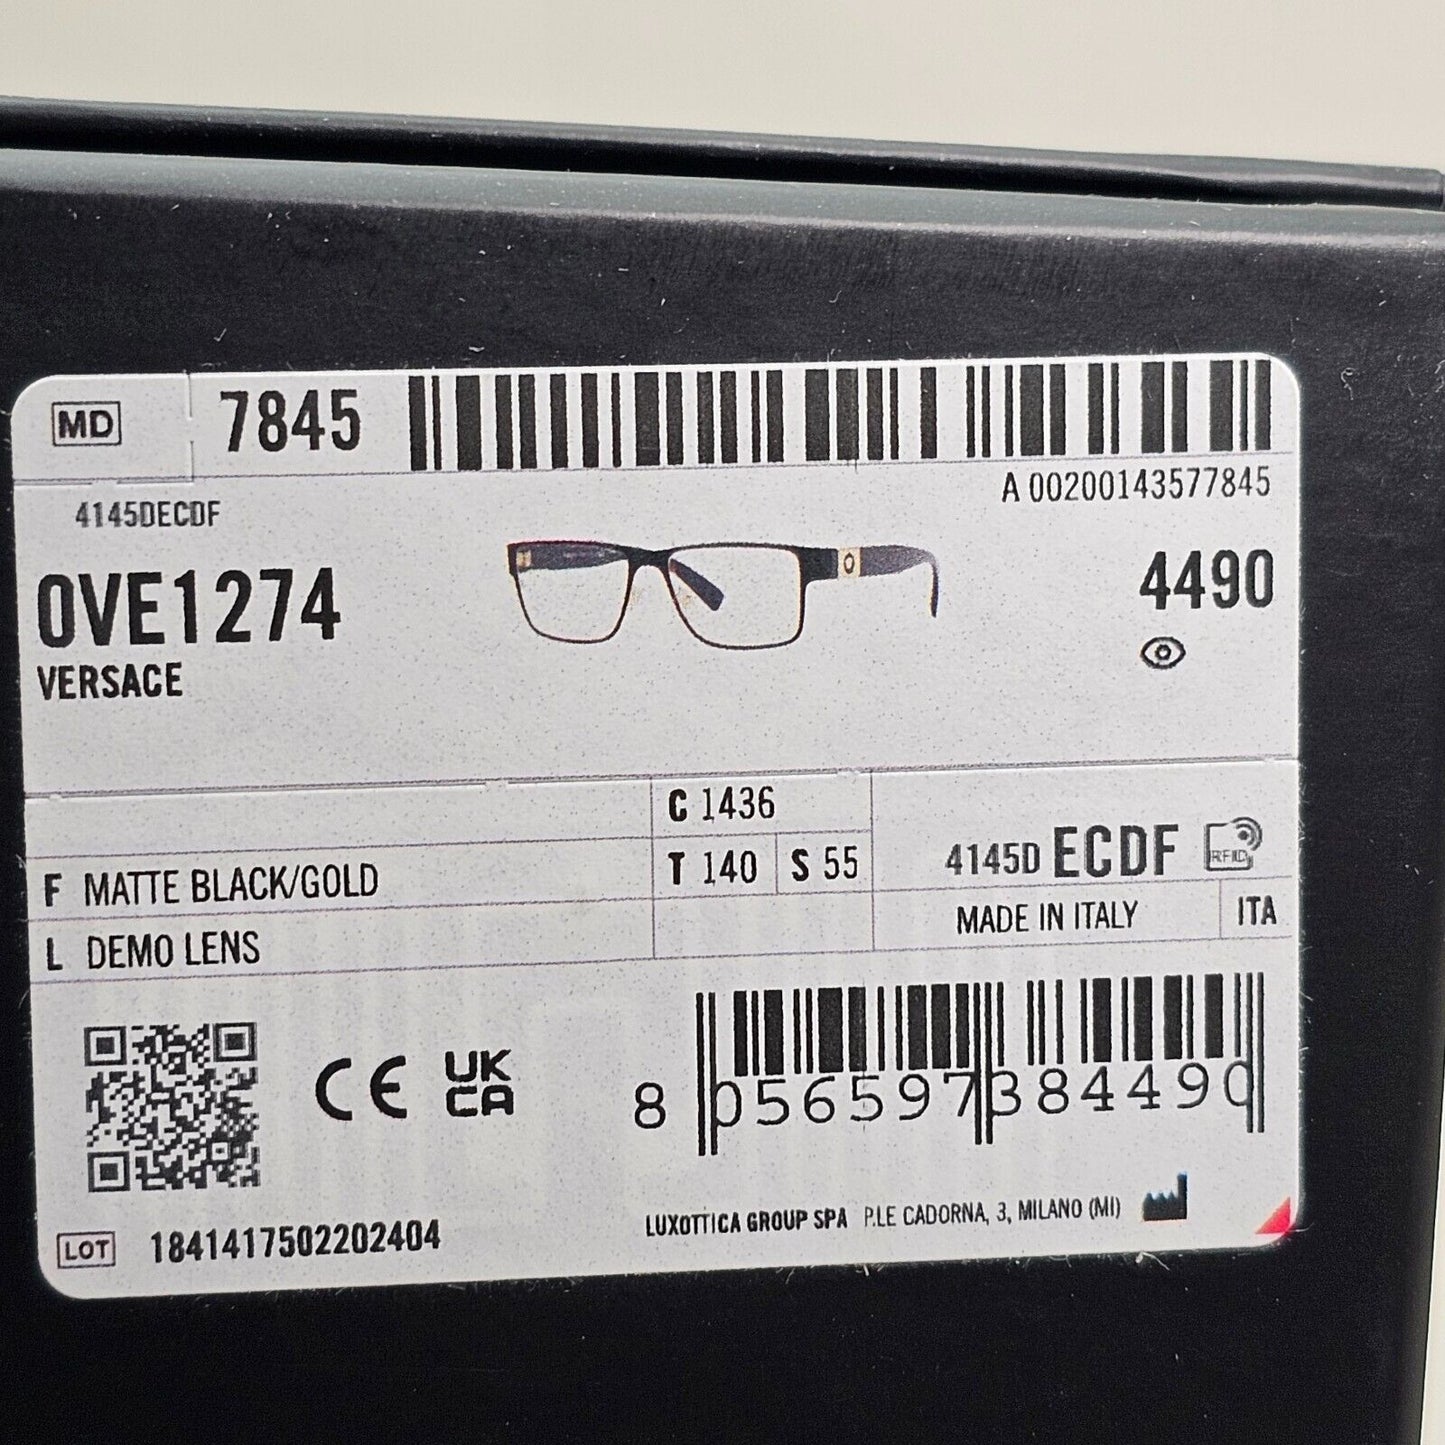 MD 7845
A 00200143577845
4145DECDF
0VE1274
4490
VERSACE
C 1436
F MATTE BLACK/GOLD
T 140 S 55
4145D ECDF RFID
L DEMO LENS
MADE IN ITALY ITA
CE UK CA
8 056597 384490
LUXOTTICA GROUP SPA P.LE CADORNA, 3, MILANO (MI)
LOT 1841417502202404